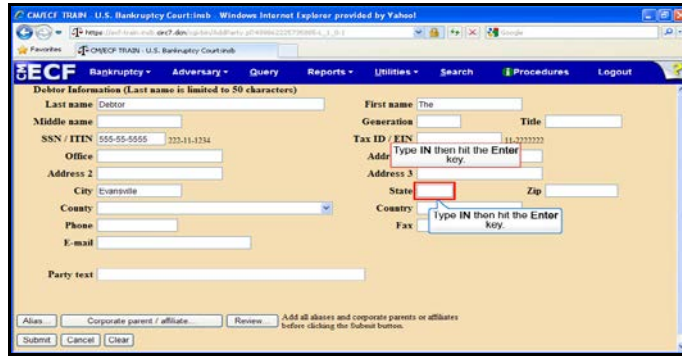 CM/ECF TRAIN - U.S. Bankruptcy Court:insb - Windows Internet Explorer provided by Yahoo!
Google
Favorites CM/ECF TRAIN - U.S. Bankruptcy Court:insb
ECF Bankruptcy Adversary Query Reports Utilities Search Procedures Logout
Debtor Information (Last name is limited to 50 characters)
Last name Debtor First name The
Middle name Generation Title
SSN / ITIN 555-55-5555 222-11-1234 Tax ID / EIN 11-2222222
Type IN then hit the Enter
key.
Office Addr
Address 2 Address 3
City Evansville State Zip
County Country
Type IN then hit the Enter
key.
Phone Fax
E-mail
Party text
Alias... Corporate parent / affiliate... Review... Add all aliases and corporate parents or affiliates
before clicking the Submit button.
Submit Cancel Clear